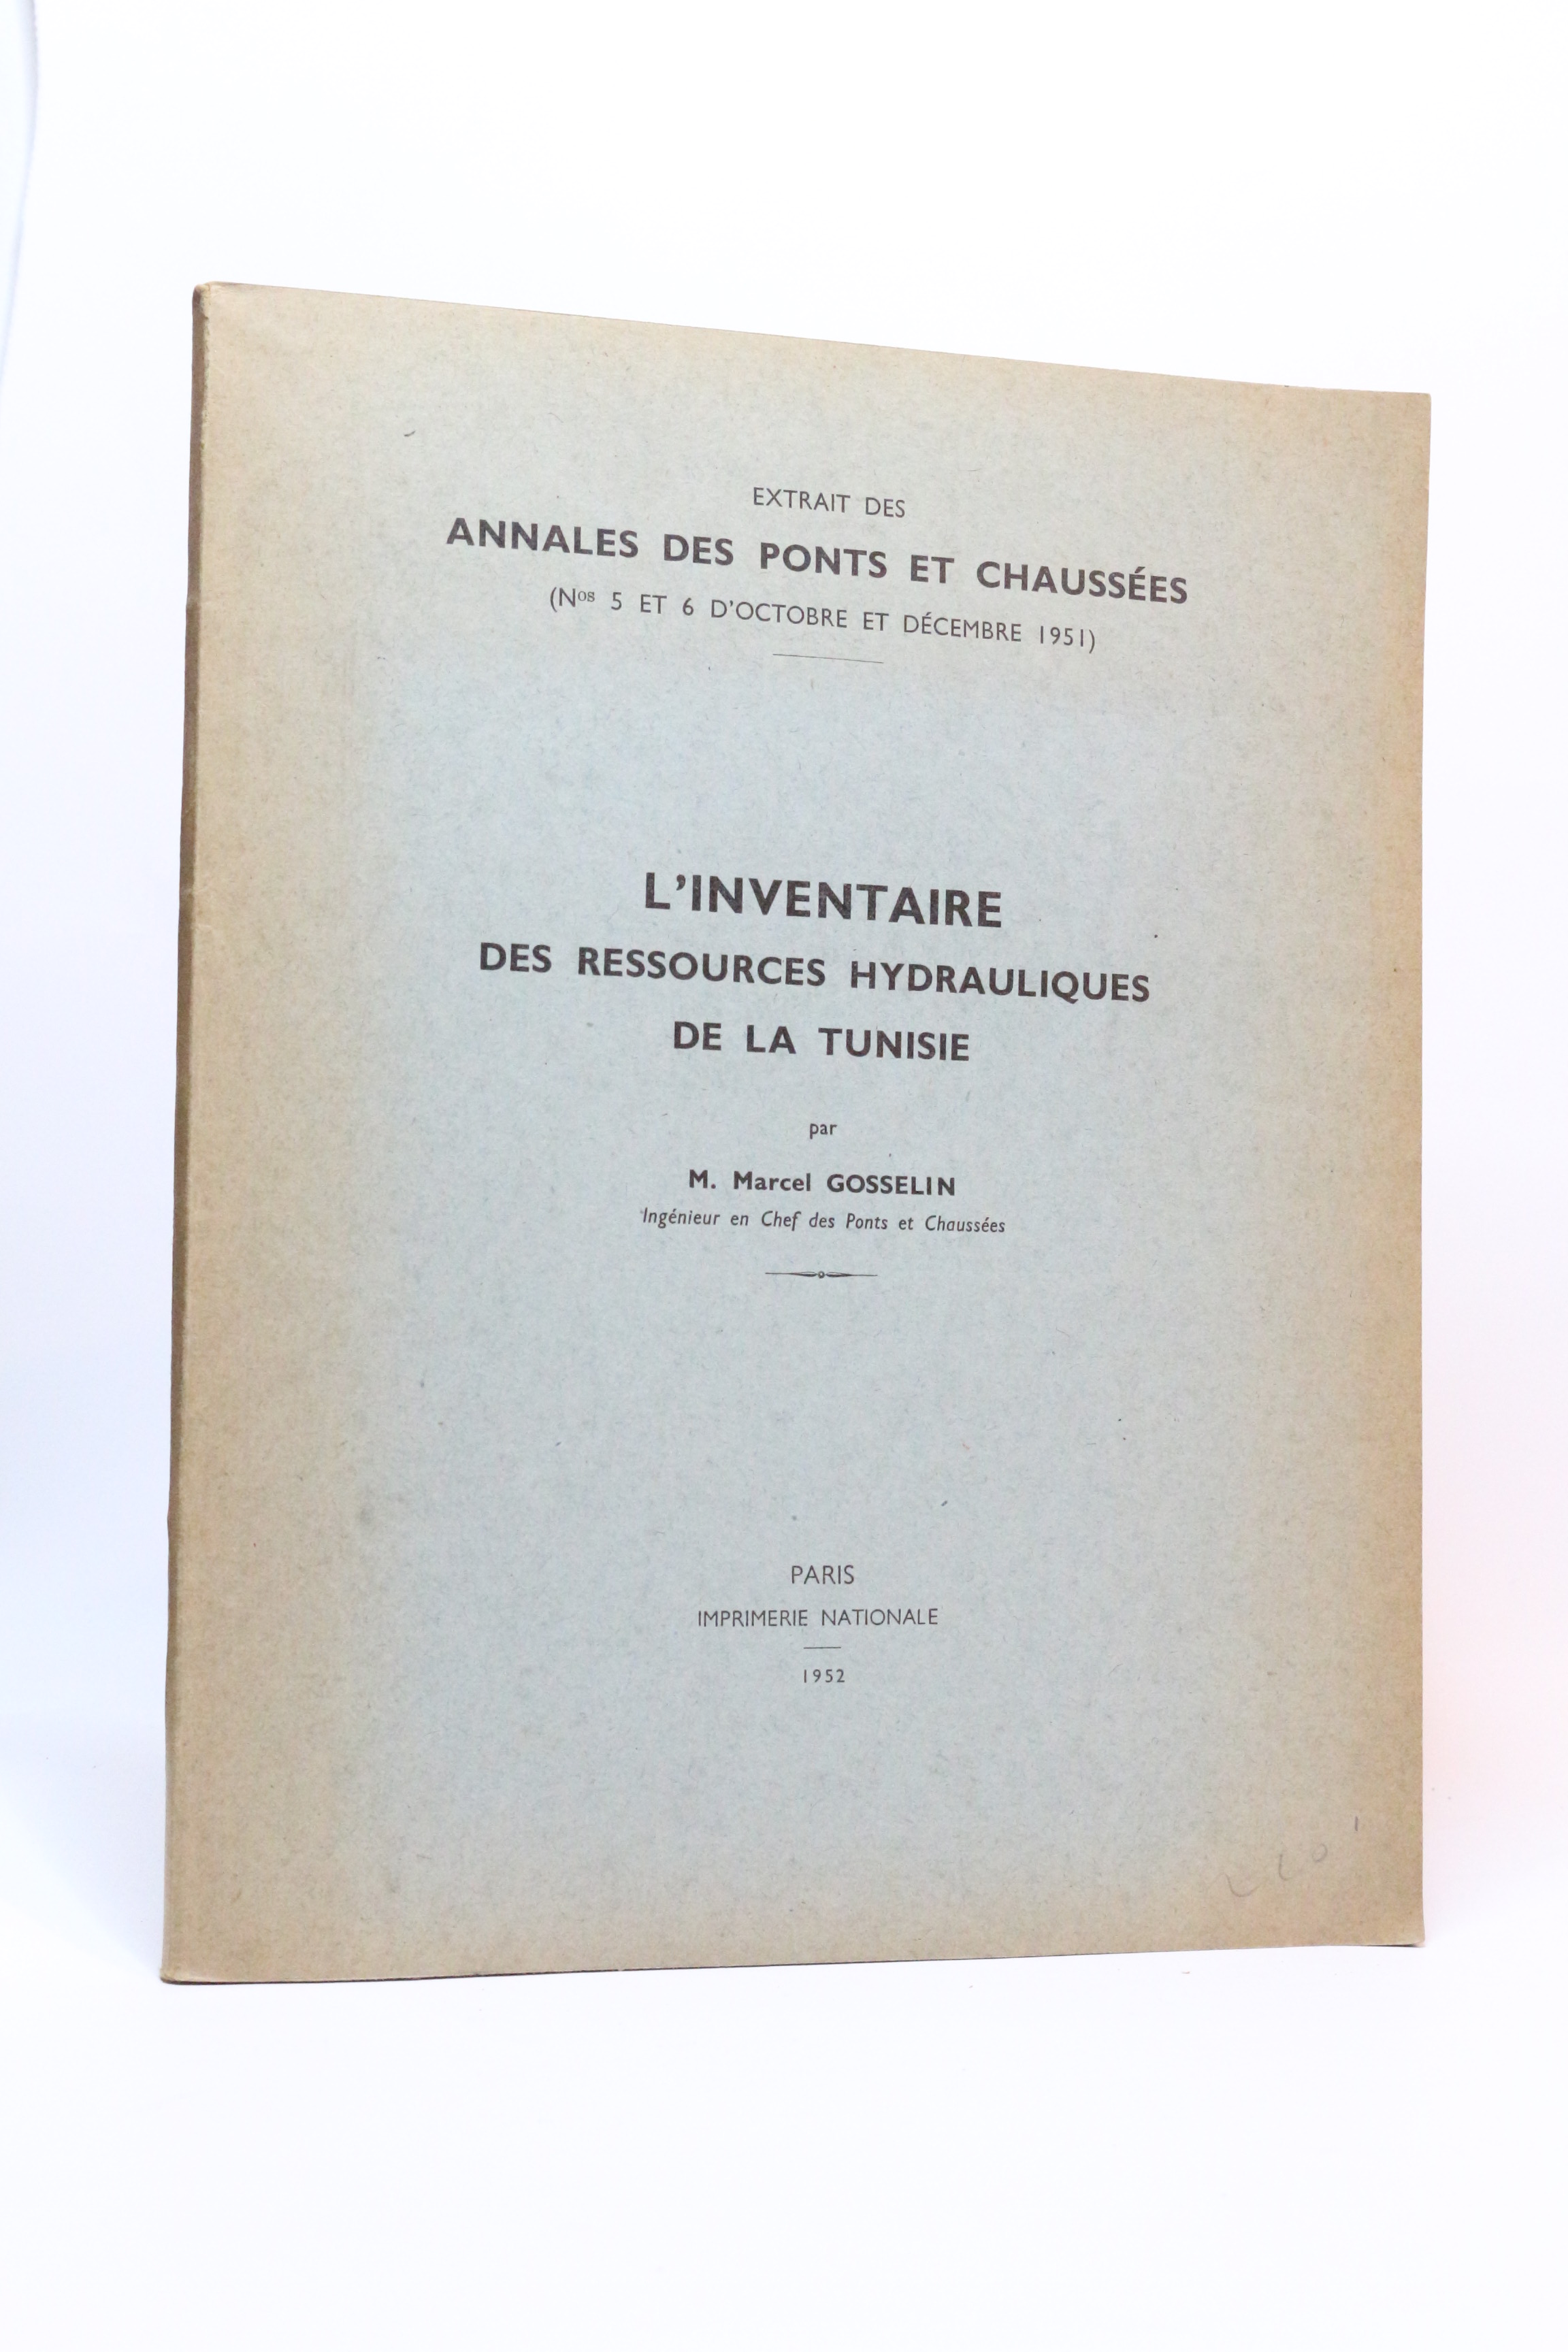 EXTRAIT DES
ANNALES DES PONTS ET CHAUSSÉES
(Nos 5 ET 6 D'OCTOBRE ET DÉCEMBRE 1951)
L'INVENTAIRE
DES RESSOURCES HYDRAULIQUES
DE LA TUNISIE
par
M. Marcel GOSSELIN
Ingénieur en Chef des Ponts et Chaussées
PARIS
IMPRIMERIE NATIONALE
1952